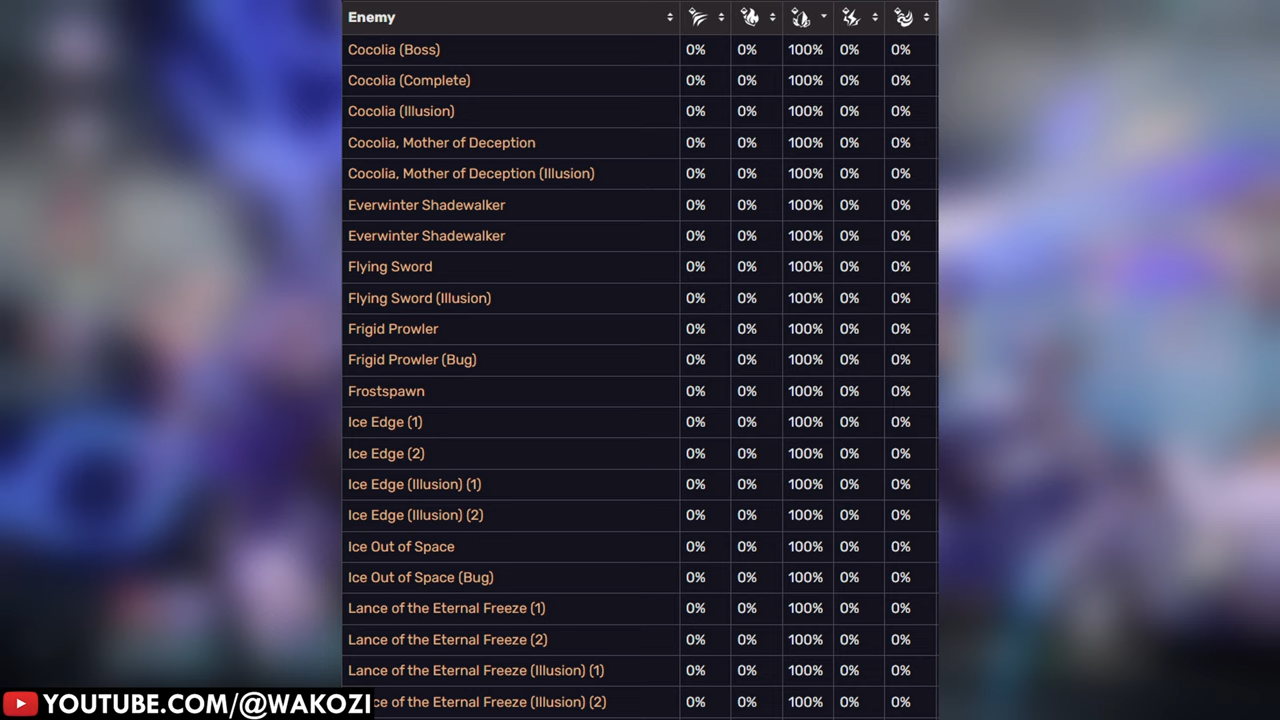 Enemy
Cocolia (Boss) 0% 0% 100% 0% 0%
Cocolia (Complete) 0% 0% 100% 0% 0%
Cocolia (Illusion) 0% 0% 100% 0% 0%
Cocolia, Mother of Deception 0% 0% 100% 0% 0%
Cocolia, Mother of Deception (Illusion) 0% 0% 100% 0% 0%
Everwinter Shadewalker 0% 0% 100% 0% 0%
Everwinter Shadewalker 0% 0% 100% 0% 0%
Flying Sword 0% 0% 100% 0% 0%
Flying Sword (Illusion) 0% 0% 100% 0% 0%
Frigid Prowler 0% 0% 100% 0% 0%
Frigid Prowler (Bug) 0% 0% 100% 0% 0%
Frostspawn 0% 0% 100% 0% 0%
Ice Edge (1) 0% 0% 100% 0% 0%
Ice Edge (2) 0% 0% 100% 0% 0%
Ice Edge (Illusion) (1) 0% 0% 100% 0% 0%
Ice Edge (Illusion) (2) 0% 0% 100% 0% 0%
Ice Out of Space 0% 0% 100% 0% 0%
Ice Out of Space (Bug) 0% 0% 100% 0% 0%
Lance of the Eternal Freeze (1) 0% 0% 100% 0% 0%
Lance of the Eternal Freeze (2) 0% 0% 100% 0% 0%
Lance of the Eternal Freeze (Illusion) (1) 0% 0% 100% 0% 0%
ce of the Eternal Freeze (Illusion) (2) 0% 0% 100% 0% 0%
YOUTUBE.COM/@WAKOZI